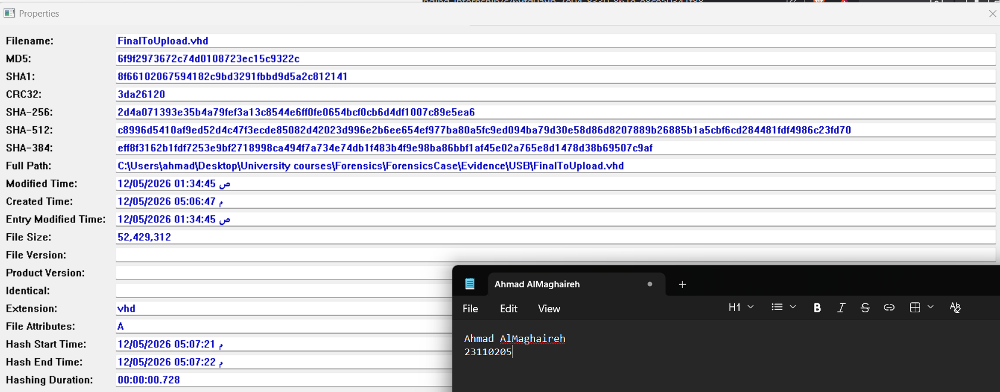 Properties
Filename: FinalToUpload.vhd
MD5: 6f9f2973672c74d0108723ec15c9322c
SHA1: 8f66102067594182c9bd3291fbbd9d5a2c812141
CRC32: 3da26120
SHA-256: 2d4a071393e35b4a79fef3a13c8544e6ff0fe0654bcf0cb6d4df1007c89e5ea6
SHA-512: c8996d5410af9ed52d4c47f3ecde85082d42023d996e2b6ee654ef977ba80a5fc9ed094ba79d30e58d86d8207889b26885b1a5cbf6cd284481fdf4986c23fd70
SHA-384: eff8f3162b1fdf7253e9bf2718998ca494f7a734e74db1f483b4f9e98ba86bbf1af45e02a765e8d1478d38b69507c9af
Full Path: C:\Users\ahmad\Desktop\University courses\Forensics\ForensicsCase\Evidence\USB\FinalToUpload.vhd
Modified Time: 12/05/2026 01:34:45 ص
Created Time: 12/05/2026 05:06:47 م
Entry Modified Time: 12/05/2026 01:34:45 ص
File Size: 52,429,312
File Version:
Product Version:
Identical:
Extension: vhd
File Attributes: A
Hash Start Time: 12/05/2026 05:07:21 م
Hash End Time: 12/05/2026 05:07:22 م
Hashing Duration: 00:00:00.728
Ahmad AlMaghaireh
File Edit View H1 B I S
Ahmad AlMaghaireh
23110205